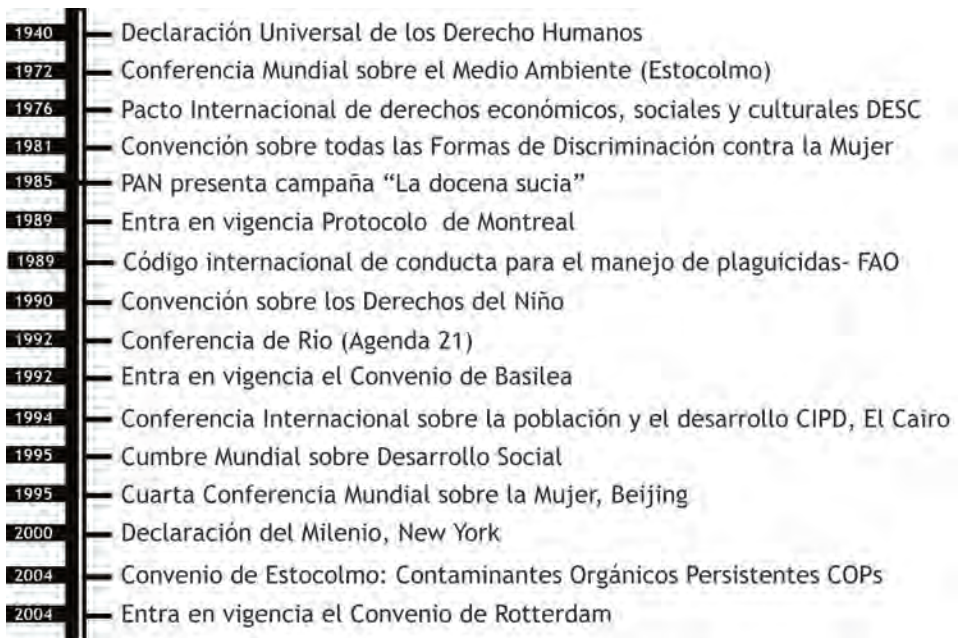 1940 Declaración Universal de los Derecho Humanos
1972 Conferencia Mundial sobre el Medio Ambiente (Estocolmo)
1976 Pacto Internacional de derechos económicos, sociales y culturales DESC
1981 Convención sobre todas las Formas de Discriminación contra la Mujer
1985 PAN presenta campaña “La docena sucia”
1989 Entra en vigencia Protocolo de Montreal
1989 Código internacional de conducta para el manejo de plaguicidas- FAO
1990 Convención sobre los Derechos del Niño
1992 Conferencia de Rio (Agenda 21)
1992 Entra en vigencia el Convenio de Basilea
1994 Conferencia Internacional sobre la población y el desarrollo CIPD, El Cairo
1995 Cumbre Mundial sobre Desarrollo Social
1995 Cuarta Conferencia Mundial sobre la Mujer, Beijing
2000 Declaración del Milenio, New York
2004 Convenio de Estocolmo: Contaminantes Orgánicos Persistentes COPs
2004 Entra en vigencia el Convenio de Rotterdam